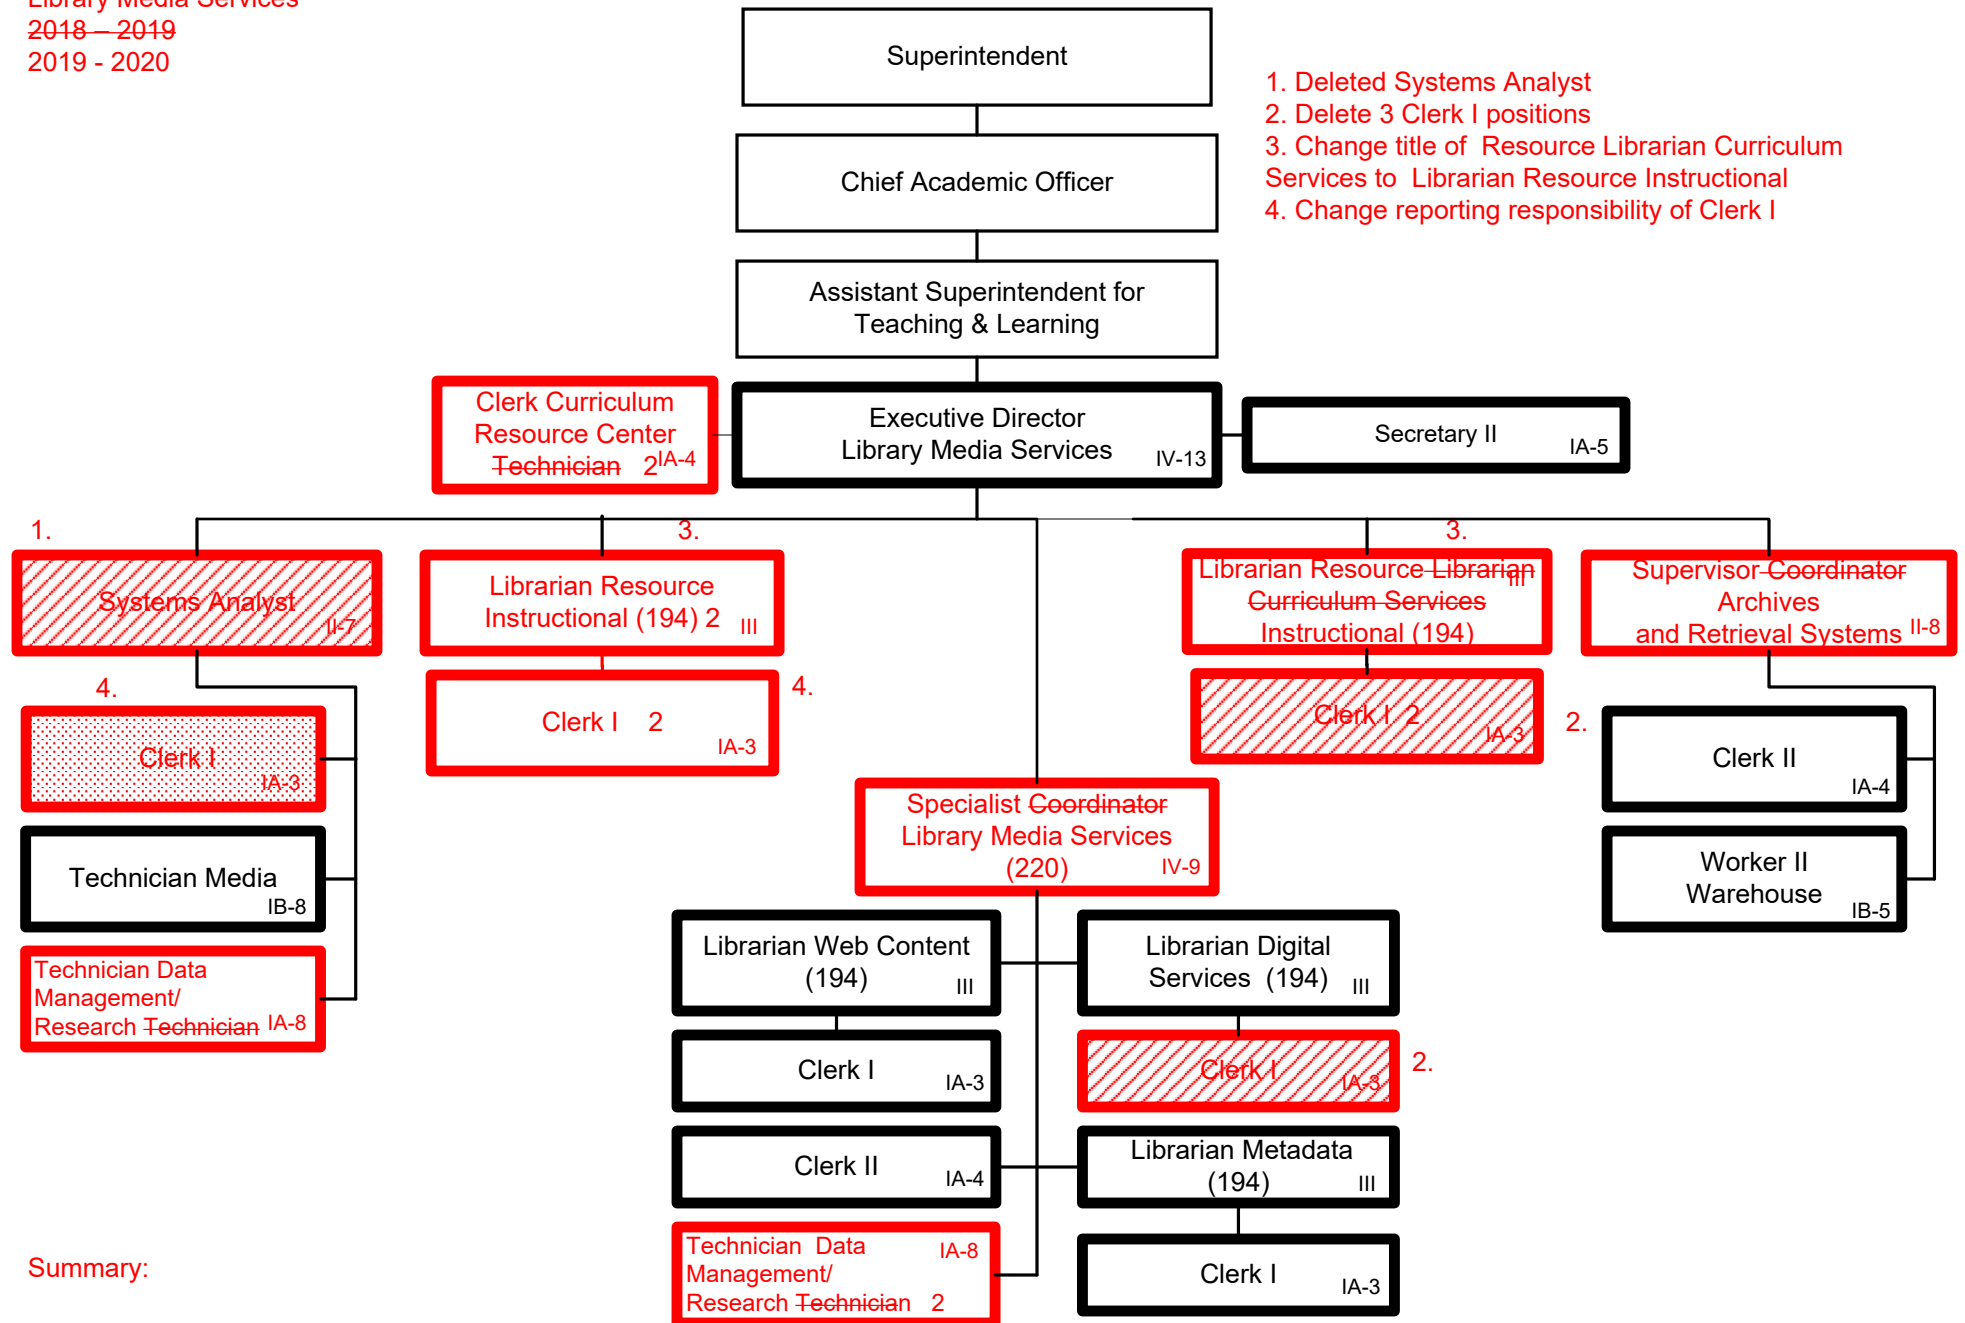 Library Media Services
2018 – 2019
2019 - 2020
Superintendent
1. Deleted Systems Analyst
2. Delete 3 Clerk I positions
3. Change title of  Resource Librarian Curriculum
Services to  Librarian Resource Instructional
4. Change reporting responsibility of Clerk I
Chief Academic Officer
Assistant Superintendent for
Teaching & Learning
Clerk Curriculum
Resource Center
Technician   2 IA-4
Executive Director
Library Media Services
IV-13
Secretary II
IA-5
1.
Systems Analyst
II-7
3.
Librarian Resource
Instructional (194) 2
III
3.
Librarian Resource Librarian
III
Curriculum Services
Instructional (194)
Supervisor Coordinator
Archives
and Retrieval Systems II-8
4.
Clerk I
IA-3
Clerk I    2
IA-3
4.
Clerk I  2
IA-3
2.
Clerk II
IA-4
Technician Media
IB-8
Specialist Coordinator
Library Media Services
(220)
IV-9
Worker II
Warehouse
IB-5
Technician Data
Management/
Research Technician IA-8
Librarian Web Content
(194)
III
Librarian Digital
Services  (194)
III
Clerk I
IA-3
Clerk I
IA-3
2.
Clerk II
IA-4
Librarian Metadata
(194)
III
Technician  Data
IA-8
Management/
Research Technician   2
Clerk I
IA-3
Summary: